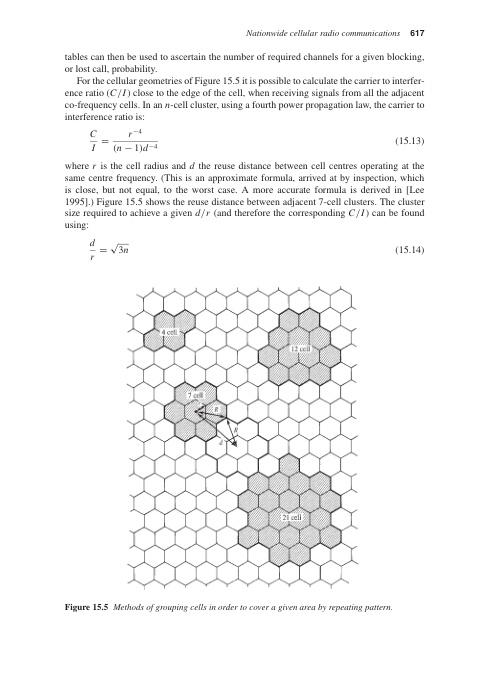 Nationwide cellular radio communications 617
tables can then be used to ascertain the number of required channels for a given blocking,
or lost call, probability.
For the cellular geometries of Figure 15.5 it is possible to calculate the carrier to interfer-
ence ratio (C/I) close to the edge of the cell, when receiving signals from all the adjacent
co-frequency cells. In an n-cell cluster, using a fourth power propagation law, the carrier to
interference ratio is:
C/I = r⁻⁴/((n − 1)d⁻⁴) (15.13)
where r is the cell radius and d the reuse distance between cell centres operating at the
same centre frequency. (This is an approximate formula, arrived at by inspection, which
is close, but not equal, to the worst case. A more accurate formula is derived in [Lee
1995].) Figure 15.5 shows the reuse distance between adjacent 7-cell clusters. The cluster
size required to achieve a given d/r (and therefore the corresponding C/I) can be found
using:
d/r = √3n (15.14)
4 cell
12 cell
7 cell
R
R
d
21 cell
Figure 15.5 Methods of grouping cells in order to cover a given area by repeating pattern.